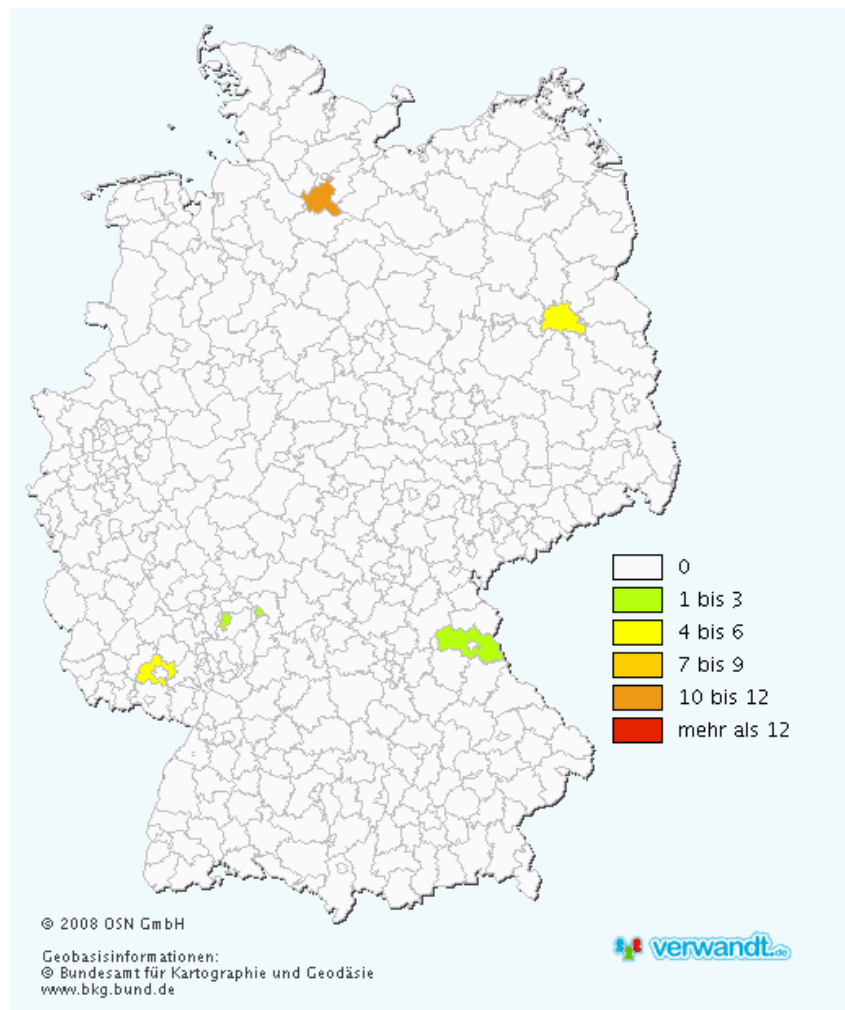 0
1 bis 3
4 bis 6
7 bis 9
10 bis 12
mehr als 12
© 2008 OSN GmbH
Geobasisinformationen:
© Bundesamt für Kartographie und Geodäsie
www.bkg.bund.de
verwandt.de